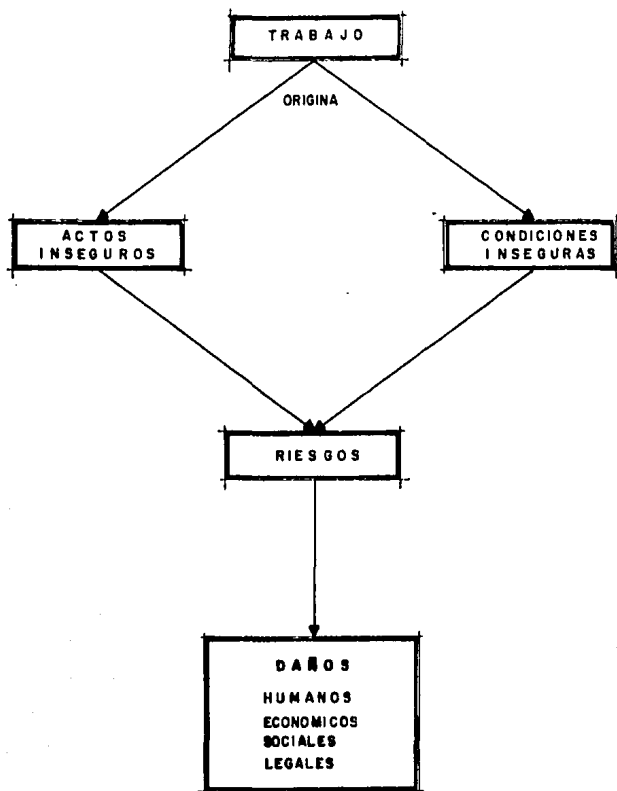 TRABAJO
ORIGINA
ACTOS
INSEGUROS
CONDICIONES
INSEGURAS
RIESGOS
DAÑOS
HUMANOS
ECONOMICOS
SOCIALES
LEGALES